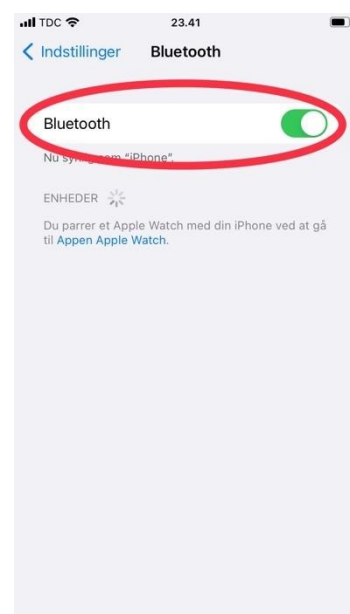 TDC 23.41
Indstillinger Bluetooth
Bluetooth
Nu synlig som "iPhone".
ENHEDER
Du parrer et Apple Watch med din iPhone ved at gå
til Appen Apple Watch.